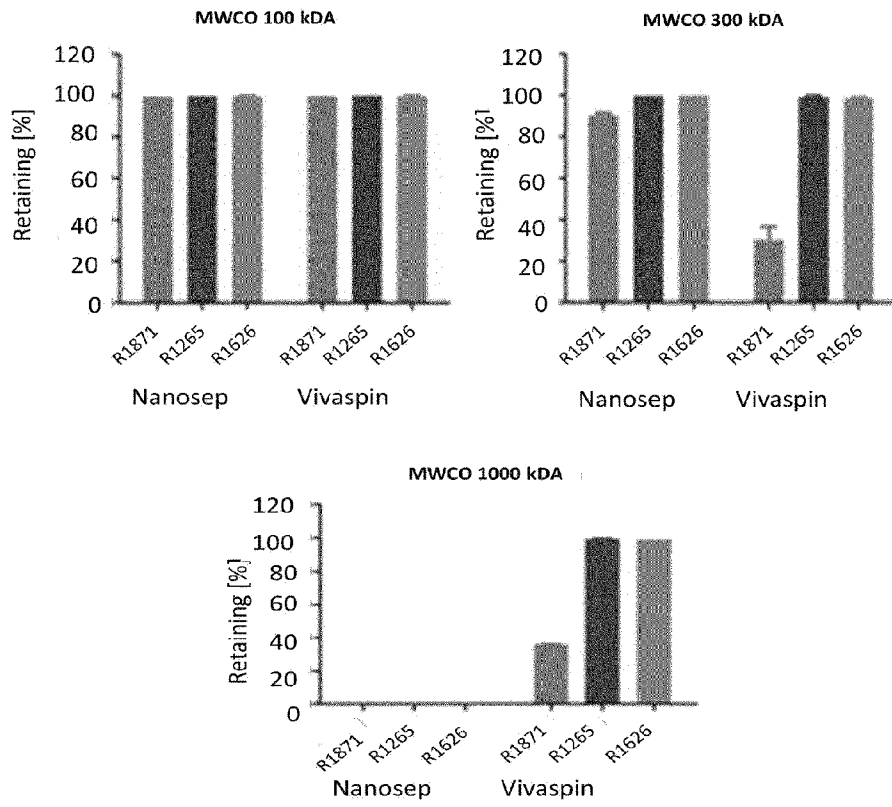 MWCO 100 kDA
Retaining [%]
120
100
80
60
40
20
0
R1871 R1265 R1626 R1871 R1265 R1626
Nanosep Vivaspin
MWCO 300 kDA
Retaining [%]
120
100
80
60
40
20
0
R1871 R1265 R1626 R1871 R1265 R1626
Nanosep Vivaspin
MWCO 1000 kDA
Retaining [%]
120
100
80
60
40
20
0
R1871 R1265 R1626 R1871 R1265 R1626
Nanosep Vivaspin